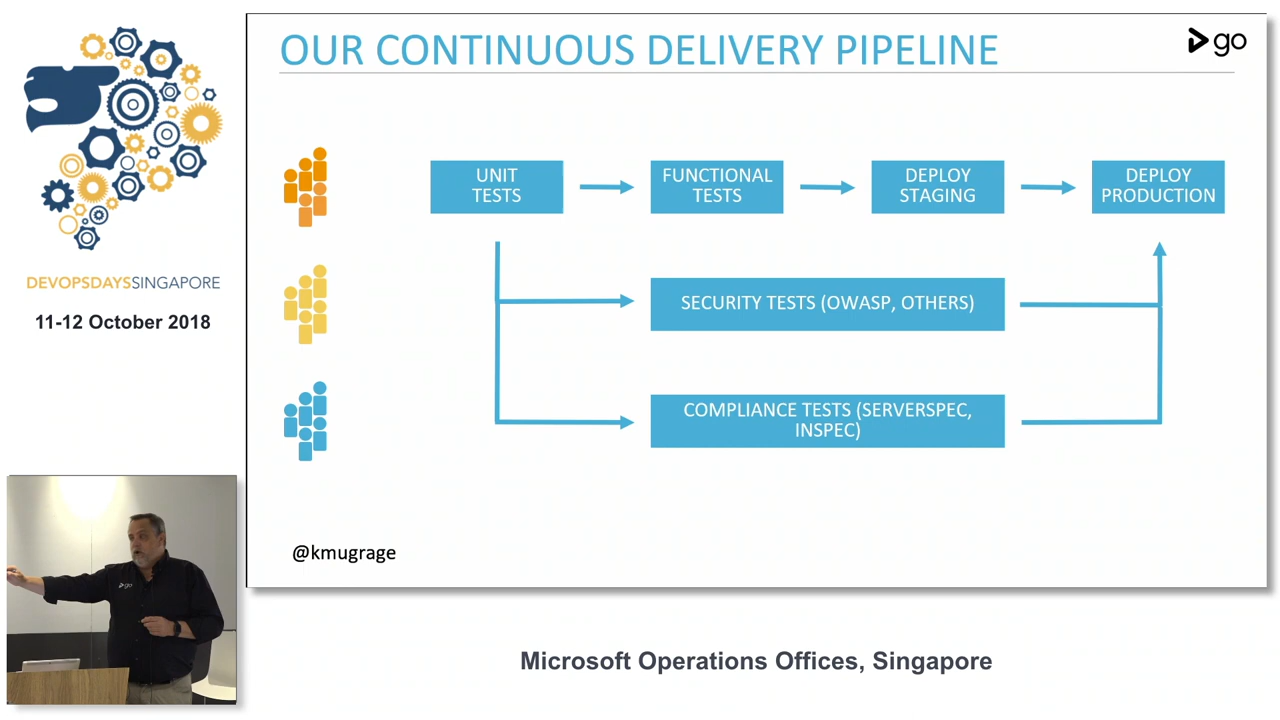 OUR CONTINUOUS DELIVERY PIPELINE
go
UNIT
TESTS
FUNCTIONAL
TESTS
DEPLOY
STAGING
DEPLOY
PRODUCTION
SECURITY TESTS (OWASP, OTHERS)
COMPLIANCE TESTS (SERVERSPEC,
INSPEC)
@kmugrage
DEVOPSDAYSSINGAPORE
11-12 October 2018
go
Microsoft Operations Offices, Singapore